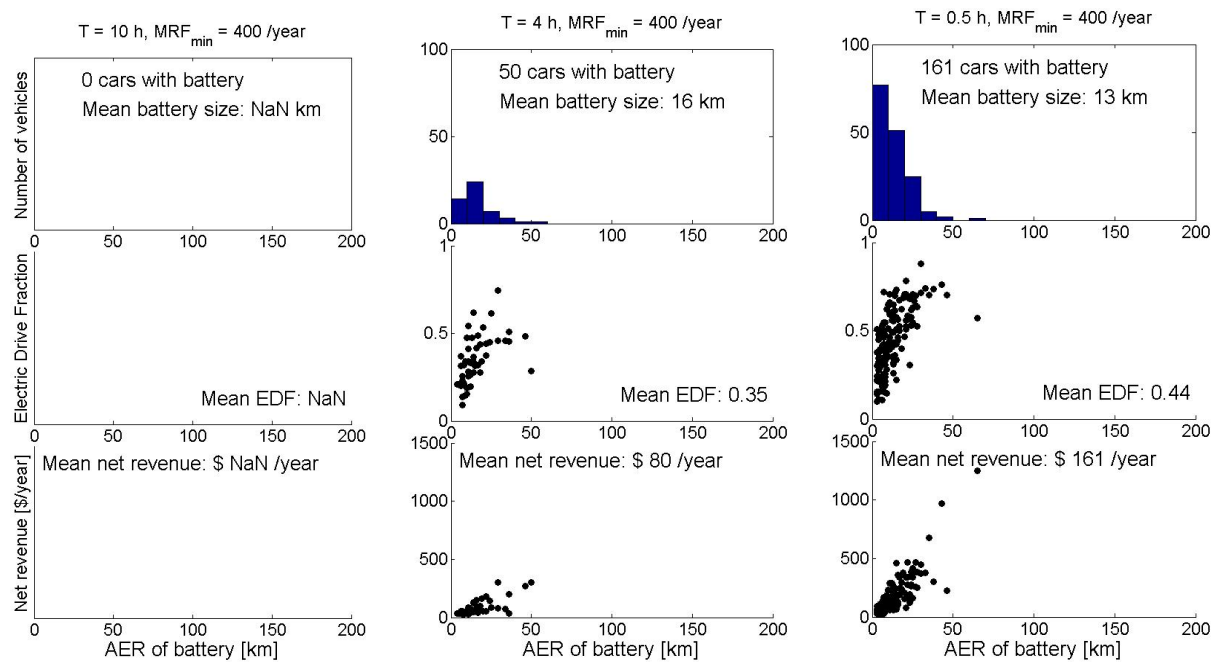 T = 10 h, MRFmin = 400 /year
0 cars with battery
Mean battery size: NaN km
Number of vehicles
0 50 100 150 200
Electric Drive Fraction
Mean EDF: NaN
0 50 100 150 200
Mean net revenue: $ NaN /year
Net revenue [$/year]
0 50 100 150 200
AER of battery [km]
T = 4 h, MRFmin = 400 /year
100
50 cars with battery
Mean battery size: 16 km
50
0
0 50 100 150 200
1
0.5
Mean EDF: 0.35
0
0 50 100 150 200
1500
Mean net revenue: $ 80 /year
1000
500
0
0 50 100 150 200
AER of battery [km]
T = 0.5 h, MRFmin = 400 /year
100
161 cars with battery
Mean battery size: 13 km
50
0
0 50 100 150 200
1
0.5
Mean EDF: 0.44
0
0 50 100 150 200
1500
Mean net revenue: $ 161 /year
1000
500
0
0 50 100 150 200
AER of battery [km]